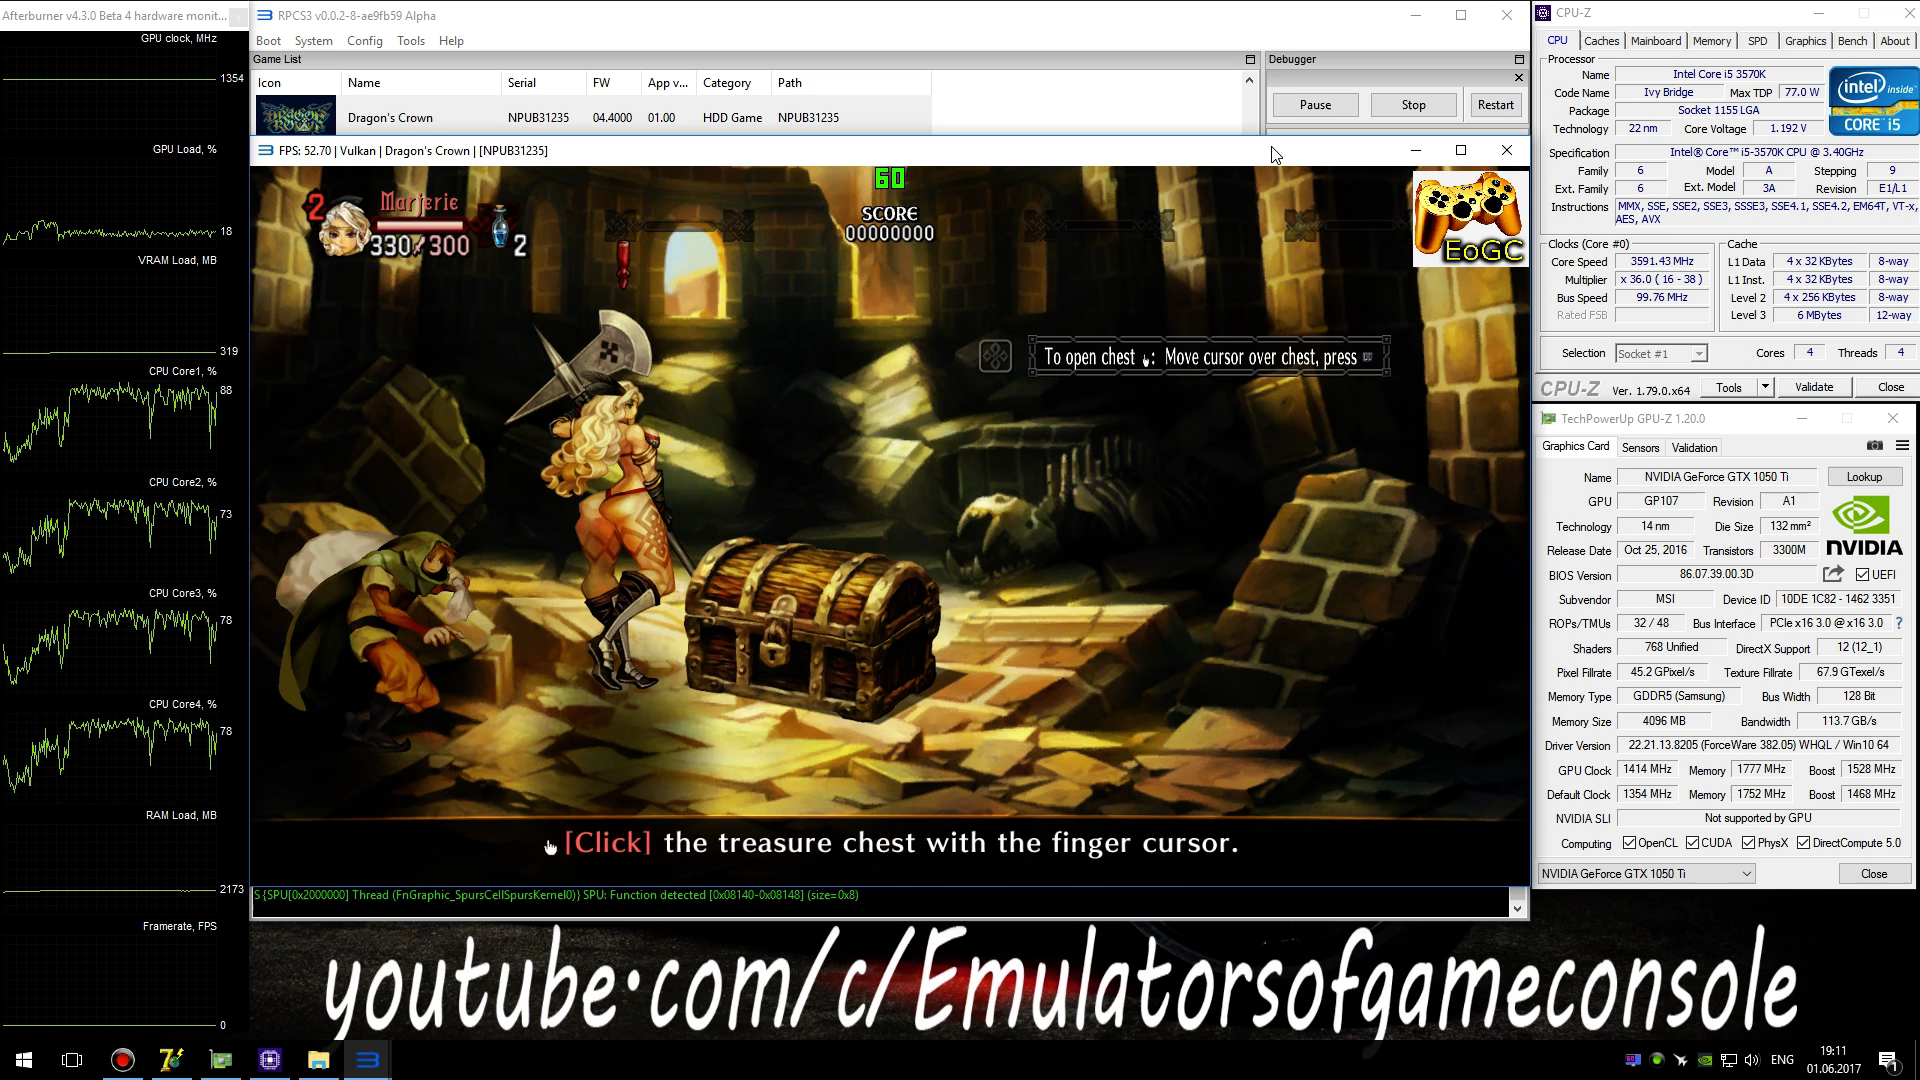 Afterburner v4.3.0 Beta 4 hardware monit...
GPU clock, MHz
1354
GPU Load, %
18
VRAM Load, MB
319
CPU Core1, %
88
CPU Core2, %
73
CPU Core3, %
78
CPU Core4, %
78
RAM Load, MB
2173
Framerate, FPS
0
RPCS3 v0.0.2-8-ae9fb59 Alpha
Boot System Config Tools Help
Game List
Icon Name Serial FW App v... Category Path
DRAGON'S CROWN
Dragon's Crown NPUB31235 04.4000 01.00 HDD Game NPUB31235
Debugger
Pause Stop Restart
FPS: 52.70 | Vulkan | Dragon's Crown | [NPUB31235]
60
2
Marjerie
330/300
2
SCORE
00000000
EoGC
To open chest : Move cursor over chest, press
[Click] the treasure chest with the finger cursor.
S {SPU[0x2000000] Thread (FnGraphic_SpursCellSpursKernel0)} SPU: Function detected [0x08140-0x08148] (size=0x8)
youtube.com/c/Emulatorsofgameconsole
CPU-Z
CPU Caches Mainboard Memory SPD Graphics Bench About
Processor
Name Intel Core i5 3570K
Code Name Ivy Bridge Max TDP 77.0 W
Package Socket 1155 LGA
Technology 22 nm Core Voltage 1.192 V
intel inside
CORE i5
Specification Intel® Core™ i5-3570K CPU @ 3.40GHz
Family 6 Model A Stepping 9
Ext. Family 6 Ext. Model 3A Revision E1/L1
Instructions MMX, SSE, SSE2, SSE3, SSSE3, SSE4.1, SSE4.2, EM64T, VT-x, AES, AVX
Clocks (Core #0)
Core Speed 3591.43 MHz
Multiplier x 36.0 ( 16 - 38 )
Bus Speed 99.76 MHz
Rated FSB
Cache
L1 Data 4 x 32 KBytes 8-way
L1 Inst. 4 x 32 KBytes 8-way
Level 2 4 x 256 KBytes 8-way
Level 3 6 MBytes 12-way
Selection Socket #1 Cores 4 Threads 4
CPU-Z Ver. 1.79.0.x64 Tools Validate Close
TechPowerUp GPU-Z 1.20.0
Graphics Card Sensors Validation
Name NVIDIA GeForce GTX 1050 Ti Lookup
GPU GP107 Revision A1
Technology 14 nm Die Size 132 mm²
Release Date Oct 25, 2016 Transistors 3300M
NVIDIA
BIOS Version 86.07.39.00.3D UEFI
Subvendor MSI Device ID 10DE 1C82 - 1462 3351
ROPs/TMUs 32 / 48 Bus Interface PCIe x16 3.0 @ x16 3.0 ?
Shaders 768 Unified DirectX Support 12 (12_1)
Pixel Fillrate 45.2 GPixel/s Texture Fillrate 67.9 GTexel/s
Memory Type GDDR5 (Samsung) Bus Width 128 Bit
Memory Size 4096 MB Bandwidth 113.7 GB/s
Driver Version 22.21.13.8205 (ForceWare 382.05) WHQL / Win10 64
GPU Clock 1414 MHz Memory 1777 MHz Boost 1528 MHz
Default Clock 1354 MHz Memory 1752 MHz Boost 1468 MHz
NVIDIA SLI Not supported by GPU
Computing OpenCL CUDA PhysX DirectCompute 5.0
NVIDIA GeForce GTX 1050 Ti Close
ENG
19:11
01.06.2017
1